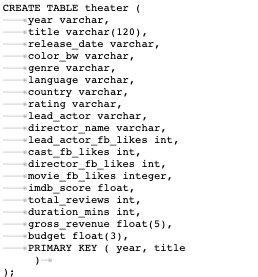 CREATE TABLE theater (
year varchar,
title varchar(120),
release_date varchar,
color_bw varchar,
genre varchar,
language varchar,
country varchar,
rating varchar,
lead_actor varchar,
director_name varchar,
lead_actor_fb_likes int,
cast_fb_likes int,
director_fb_likes int,
movie_fb_likes integer,
imdb_score float,
total_reviews int,
duration_mins int,
gross_revenue float(5),
budget float(3),
PRIMARY KEY ( year, title
)
);